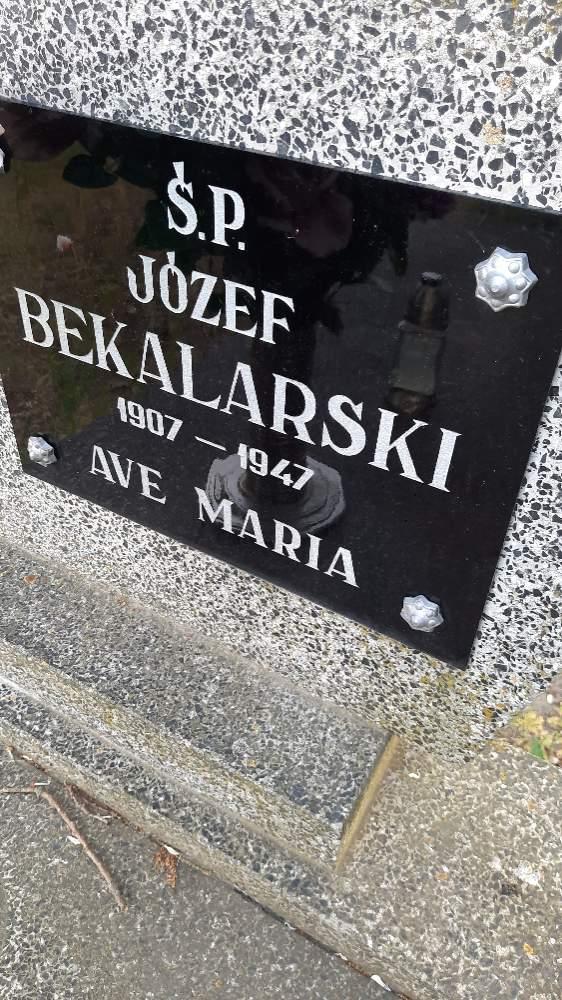 Ś.P.
JÓZEF
BEKALARSKI
1907 – 1947
AVE MARIA